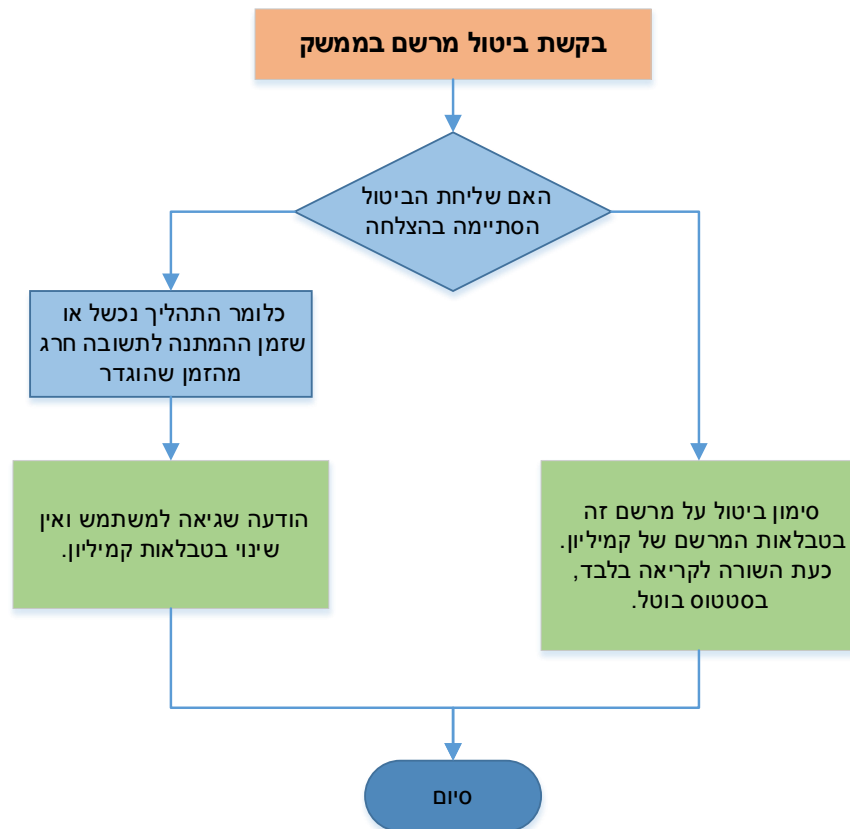 בקשת ביטול מרשם בממשק
האם שליחת הביטול
הסתיימה בהצלחה
כלומר התהליך נכשל או
שזמן ההמתנה לתשובה חרג
מהזמן שהוגדר
הודעה שגיאה למשתמש ואין
שינוי בטבלאות קמיליון.
סימון ביטול על מרשם זה
בטבלאות המרשם של קמיליון.
כעת השורה לקריאה בלבד,
בסטטוס בוטל.
סיום